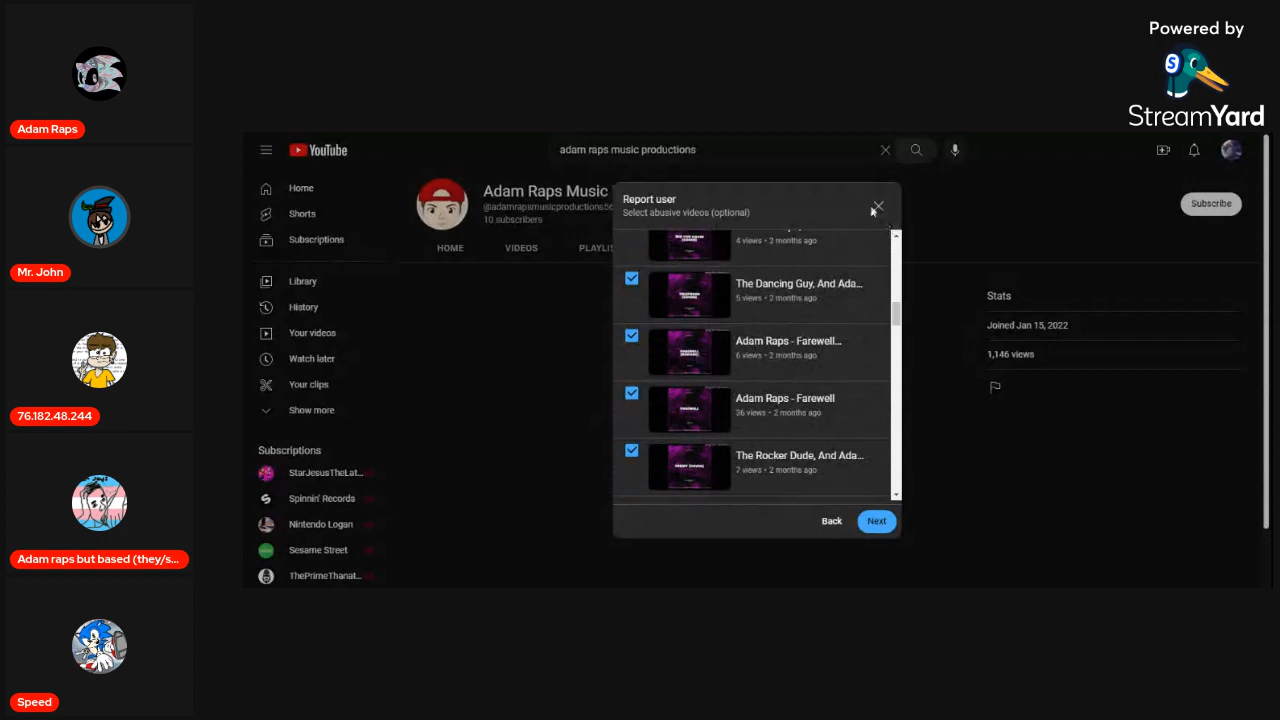 Powered by
StreamYard
Adam Raps
Mr. John
76.182.48.244
Adam raps but based (they/s...
Speed
YouTube
adam raps music productions
Home
Shorts
Subscriptions
Library
History
Your videos
Watch later
Your clips
Show more
Subscriptions
StarJesusTheLat...
Spinnin' Records
Nintendo Logan
Sesame Street
ThePrimeThanat...
Adam Raps Music
@adamrapsmusicproductions56
10 subscribers
HOME
VIDEOS
PLAYLIS
Subscribe
Report user
Select abusive videos (optional)
4 views • 2 months ago
The Dancing Guy, And Ada...
5 views • 2 months ago
Adam Raps - Farewell...
6 views • 2 months ago
Adam Raps - Farewell
36 views • 2 months ago
The Rocker Dude, And Ada...
7 views • 2 months ago
Back
Next
Stats
Joined Jan 15, 2022
1,146 views